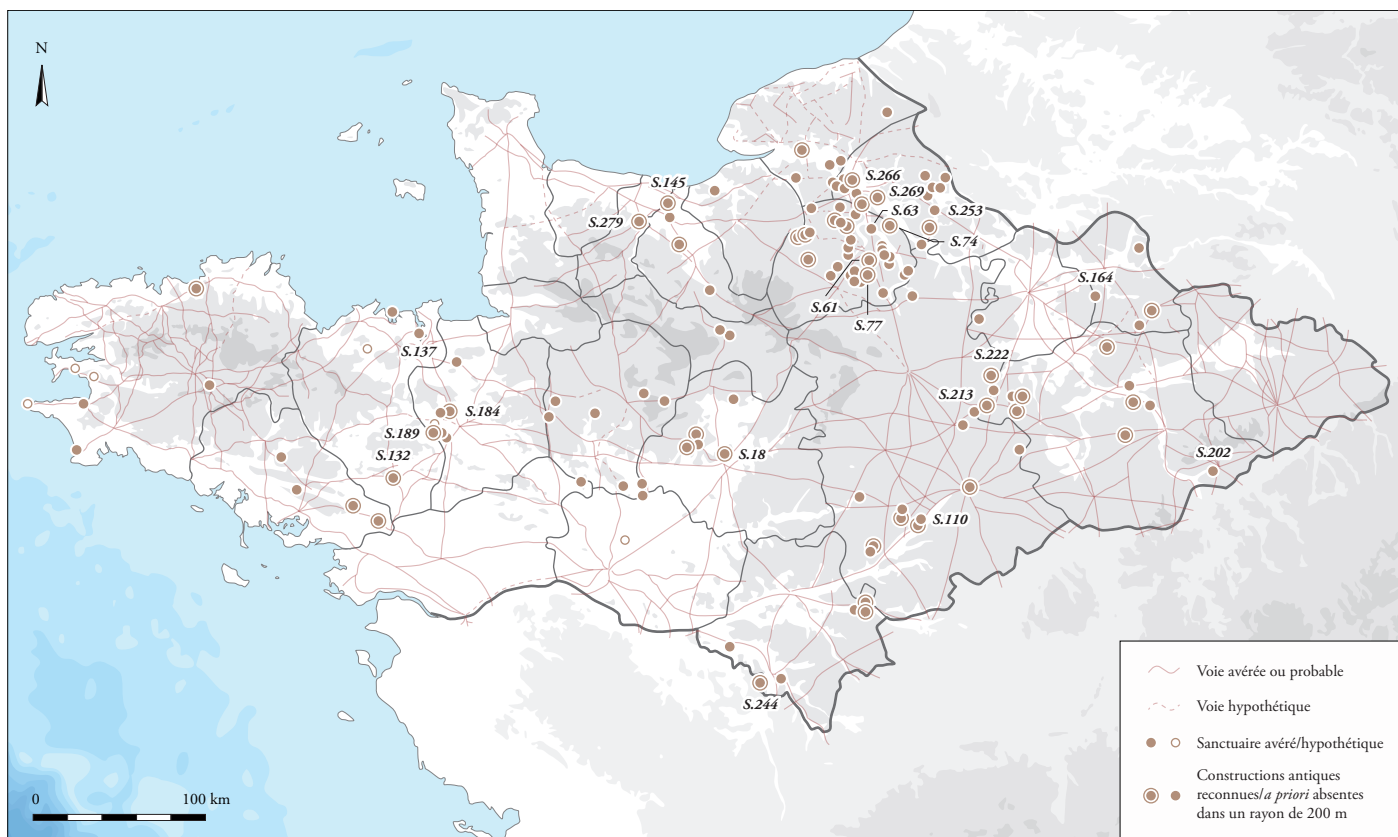 N
S.145
S.266
S.269
S.279
S.63
S.253
S.74
S.164
S.61
S.77
S.137
S.222
S.213
S.184
S.189
S.18
S.202
S.132
S.110
S.244
Voie avérée ou probable
Voie hypothétique
Sanctuaire avéré/hypothétique
Constructions antiques
reconnues/a priori absentes
dans un rayon de 200 m
0 100 km